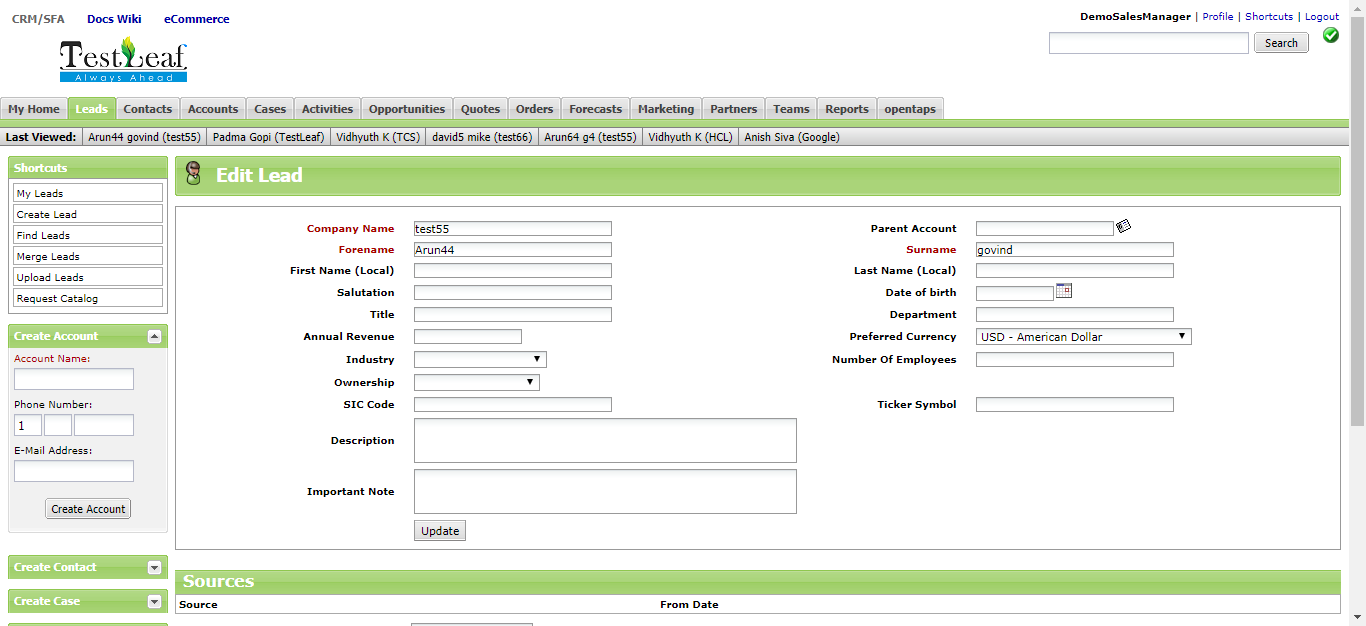 CRM/SFA Docs Wiki eCommerce
DemoSalesManager | Profile | Shortcuts | Logout
TestLeaf
Always Ahead
Search
My Home Leads Contacts Accounts Cases Activities Opportunities Quotes Orders Forecasts Marketing Partners Teams Reports opentaps
Last Viewed: Arun44 govind (test55) Padma Gopi (TestLeaf) Vidhyuth K (TCS) david5 mike (test66) Arun64 g4 (test55) Vidhyuth K (HCL) Anish Siva (Google)
Shortcuts
My Leads
Create Lead
Find Leads
Merge Leads
Upload Leads
Request Catalog
Create Account
Account Name:
Phone Number:
1
E-Mail Address:
Create Account
Create Contact
Create Case
Edit Lead
Company Name test55 Parent Account
Forename Arun44 Surname govind
First Name (Local) Last Name (Local)
Salutation Date of birth
Title Department
Annual Revenue Preferred Currency USD - American Dollar
Industry Number Of Employees
Ownership
SIC Code Ticker Symbol
Description
Important Note
Update
Sources
Source From Date